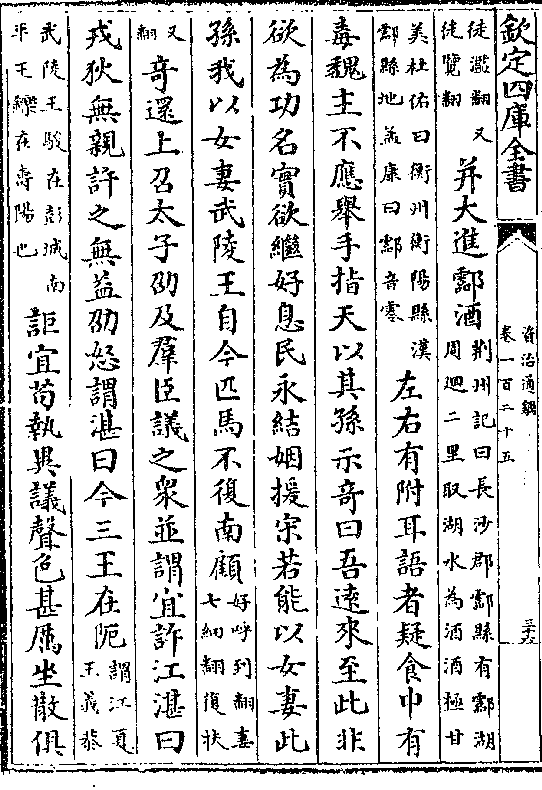 欽定四庫全書
資治通鑑
卷一百二十五
三十六
徒濫翻又徒覽翻并大進酃酒荆州記曰長沙郡酃縣有酃湖周迴二里取湖水為酒酒極甘
美杜佑曰衡州衡陽縣漢酃縣地孟康曰酃音零左右有附耳語者疑食中有
毒魏主不應舉手指天以其孫示奇曰吾遠來至此非
欲為功名實欲繼好息民永結姻援宋若能以女妻此
孫我以女妻武陵王自今匹馬不復南顧好呼到翻妻七細翻復扶
又翻奇還上召太子劭及羣臣議之衆並謂宜許江湛曰
戎狄無親許之無益劭怒謂湛曰今三王在阨謂江夏王義恭
武陵王駿在彭城南平王鑠在壽陽也詎宜苟執異議聲色甚厲坐散俱